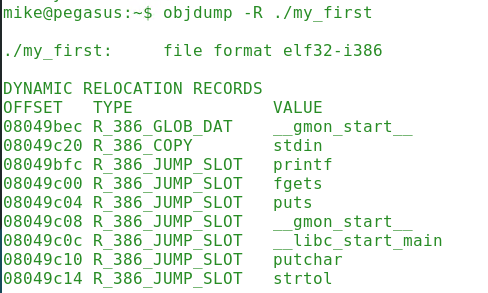 mike@pegasus:~$ objdump -R ./my_first
./my_first:     file format elf32-i386
DYNAMIC RELOCATION RECORDS
OFFSET   TYPE              VALUE
08049bec R_386_GLOB_DAT    __gmon_start__
08049c20 R_386_COPY        stdin
08049bfc R_386_JUMP_SLOT   printf
08049c00 R_386_JUMP_SLOT   fgets
08049c04 R_386_JUMP_SLOT   puts
08049c08 R_386_JUMP_SLOT   __gmon_start__
08049c0c R_386_JUMP_SLOT   __libc_start_main
08049c10 R_386_JUMP_SLOT   putchar
08049c14 R_386_JUMP_SLOT   strtol